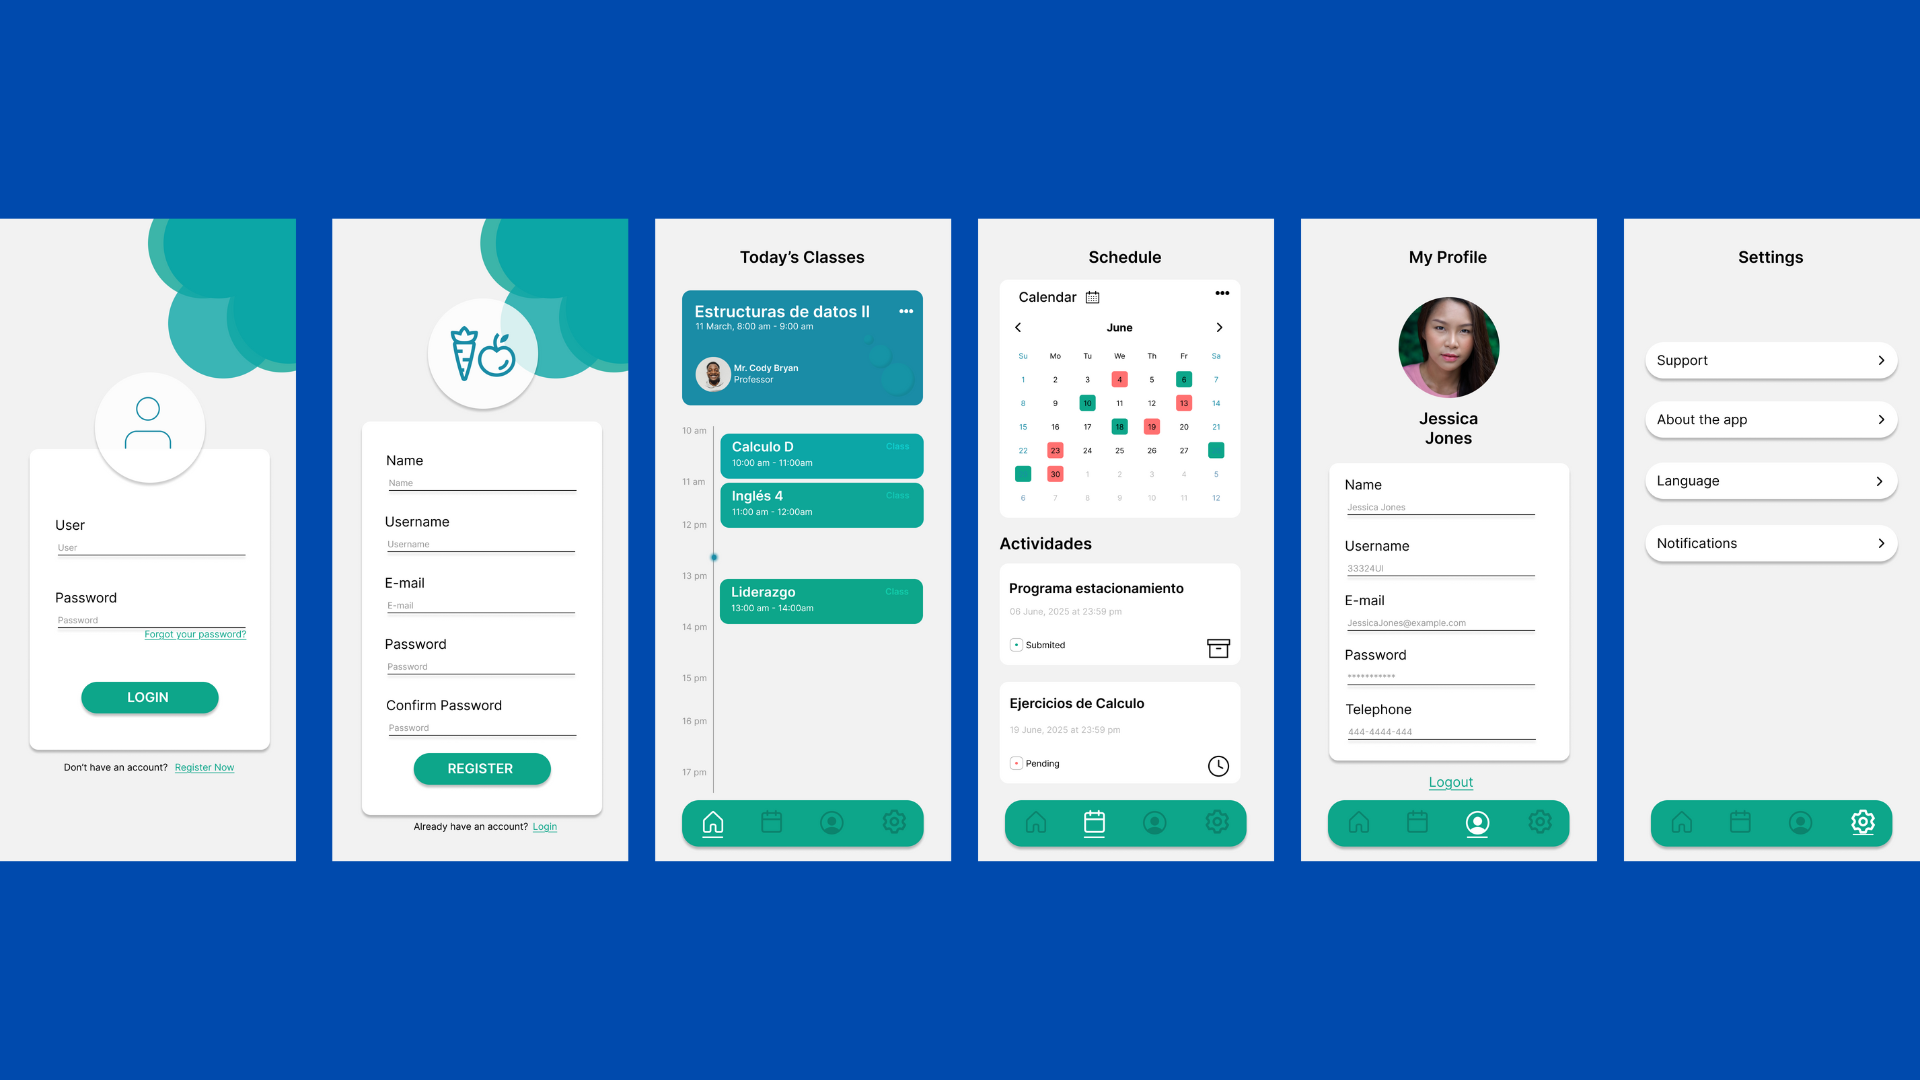 User
User
Password
Password
Forgot your password?
LOGIN
Don't have an account? Register Now
Name
Name
Username
Username
E-mail
E-mail
Password
Password
Confirm Password
Password
REGISTER
Already have an account? Login
Today's Classes
Estructuras de datos II
11 March, 8:00 am - 9:00 am
Mr. Cody Bryan
Professor
10 am
Calculo D Class
10:00 am - 11:00am
11 am
Inglés 4 Class
11:00 am - 12:00am
12 pm
13 pm
Liderazgo Class
13:00 am - 14:00am
14 pm
15 pm
16 pm
17 pm
Schedule
Calendar
June
Su Mo Tu We Th Fr Sa
1 2 3 4 5 6 7
8 9 10 11 12 13 14
15 16 17 18 19 20 21
22 23 24 25 26 27
30 1 2 3 4 5
6 7 8 9 10 11 12
Actividades
Programa estacionamiento
06 June, 2025 at 23:59 pm
Submited
Ejercicios de Calculo
19 June, 2025 at 23:59 pm
Pending
My Profile
Jessica
Jones
Name
Jessica Jones
Username
33324UI
E-mail
JessicaJones@example.com
Password
***********
Telephone
444-4444-444
Logout
Settings
Support
About the app
Language
Notifications